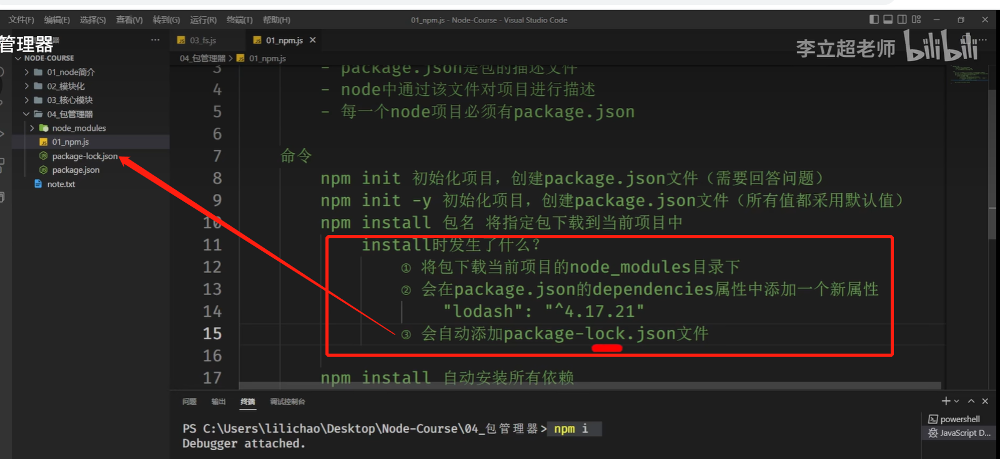 文件(F) 编辑(E) 选择(S) 查看(V) 转到(G) 运行(R) 终端(T) 帮助(H)
01_npm.js - Node-Course - Visual Studio Code
管理器
李立超老师 bilibili
NODE-COURSE
01_node简介
02_模块化
03_核心模块
04_包管理器
node_modules
01_npm.js
package-lock.json
package.json
note.txt
03_fs.js
01_npm.js
04_包管理器 > 01_npm.js
3 - package.json是包的描述文件
4 - node中通过该文件对项目进行描述
5 - 每一个node项目必须有package.json
6
7 命令
8 npm init 初始化项目，创建package.json文件（需要回答问题）
9 npm init -y 初始化项目，创建package.json文件（所有值都采用默认值）
10 npm install 包名 将指定包下载到当前项目中
11 install时发生了什么？
12 ① 将包下载当前项目的node_modules目录下
13 ② 会在package.json的dependencies属性中添加一个新属性
14 "lodash": "^4.17.21"
15 ③ 会自动添加package-lock.json文件
16
17 npm install 自动安装所有依赖
问题 输出 终端 调试控制台
PS C:\Users\lilichao\Desktop\Node-Course\04_包管理器> npm i
Debugger attached.
powershell
JavaScript D...